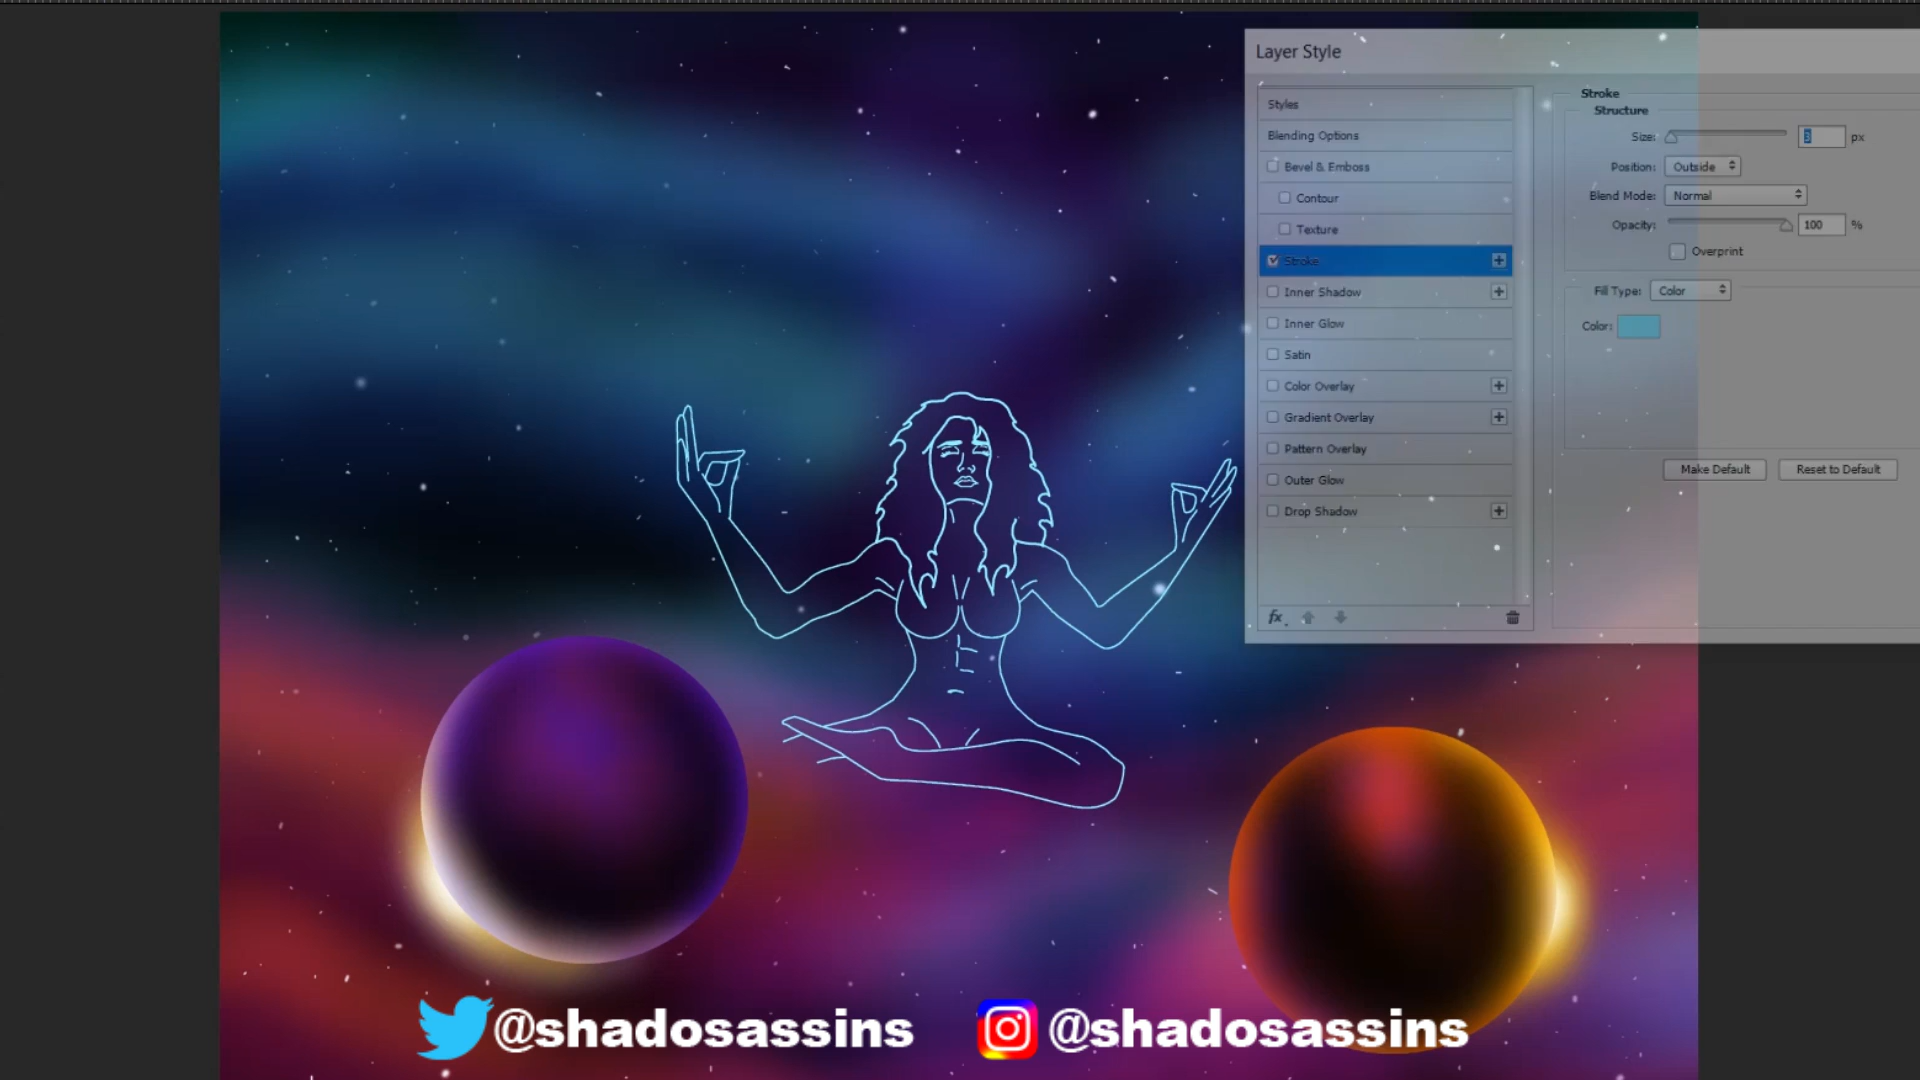 Layer Style
Styles
Blending Options
Bevel & Emboss
Contour
Texture
Stroke
Inner Shadow
Inner Glow
Satin
Color Overlay
Gradient Overlay
Pattern Overlay
Outer Glow
Drop Shadow
fx
Stroke
Structure
Size: 3 px
Position: Outside
Blend Mode: Normal
Opacity: 100 %
Overprint
Fill Type: Color
Color:
Make Default Reset to Default
@shadosassins @shadosassins